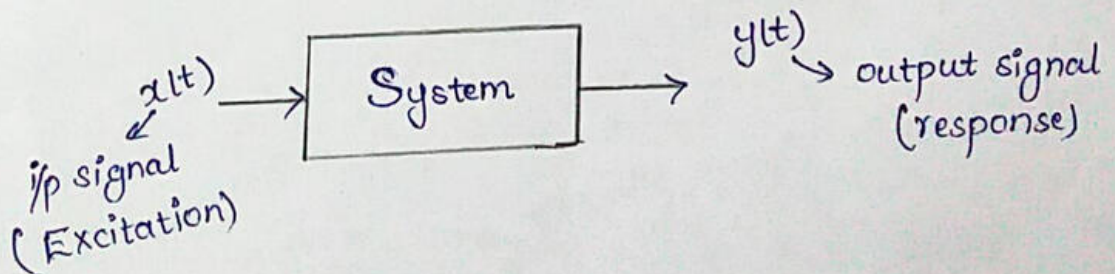 x(t)
i/p signal
(Excitation)
System
y(t)
output signal
(response)